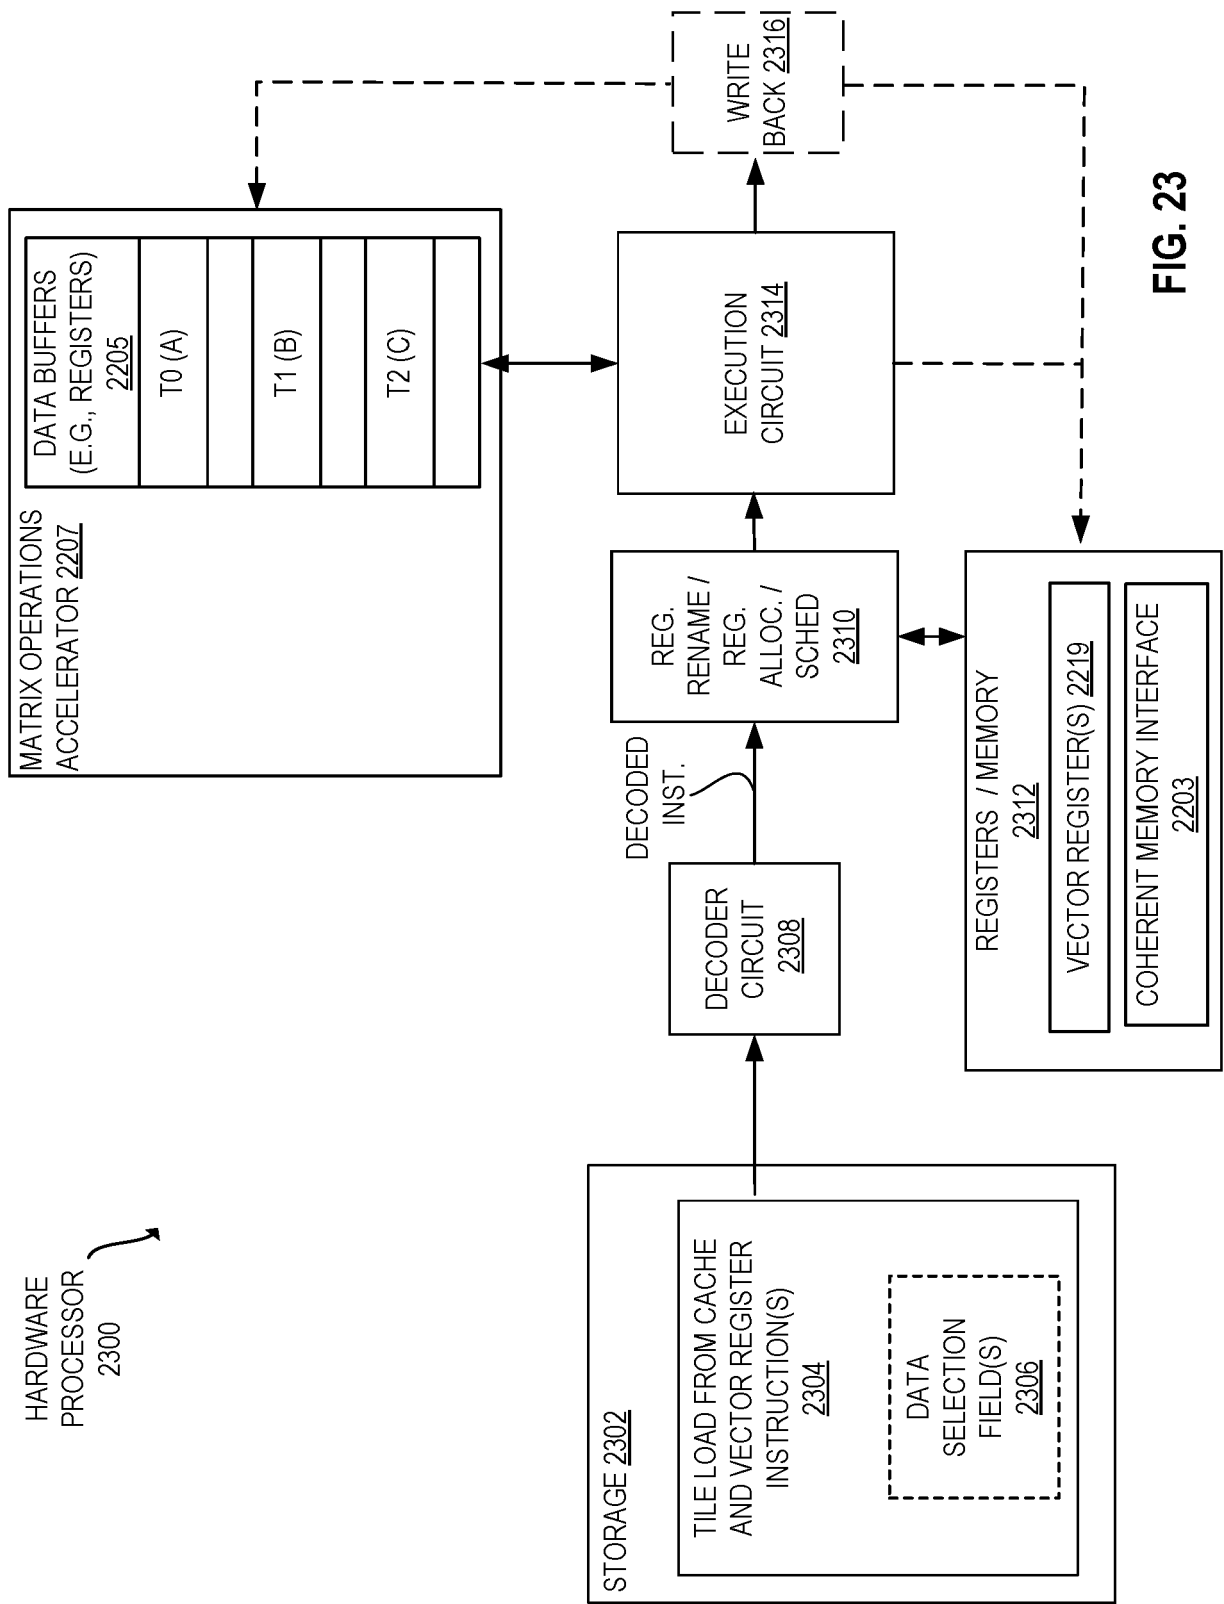 HARDWARE
PROCESSOR
2300
STORAGE 2302
TILE LOAD FROM CACHE
AND VECTOR REGISTER
INSTRUCTION(S)
2304
DATA
SELECTION
FIELD(S)
2306
DECODER
CIRCUIT
2308
DECODED
INST.
REG.
RENAME /
REG.
ALLOC. /
SCHED
2310
REGISTERS / MEMORY
2312
VECTOR REGISTER(S) 2219
COHERENT MEMORY INTERFACE
2203
MATRIX OPERATIONS
ACCELERATOR 2207
DATA BUFFERS
(E.G., REGISTERS)
2205
T0 (A)
T1 (B)
T2 (C)
EXECUTION
CIRCUIT 2314
WRITE
BACK 2316
FIG. 23